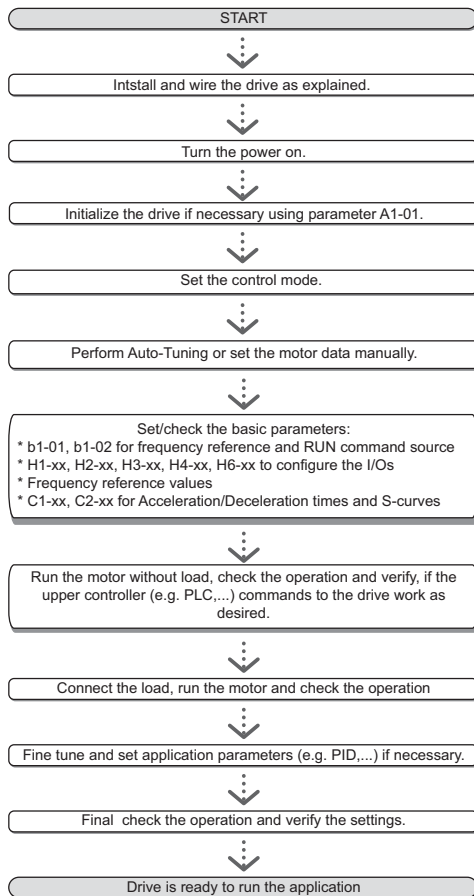 START
Intstall and wire the drive as explained.
Turn the power on.
Initialize the drive if necessary using parameter A1-01.
Set the control mode.
Perform Auto-Tuning or set the motor data manually.
Set/check the basic parameters:
* b1-01, b1-02 for frequency reference and RUN command source
* H1-xx, H2-xx, H3-xx, H4-xx, H6-xx to configure the I/Os
* Frequency reference values
* C1-xx, C2-xx for Acceleration/Deceleration times and S-curves
Run the motor without load, check the operation and verify, if the
upper controller (e.g. PLC,...) commands to the drive work as
desired.
Connect the load, run the motor and check the operation
Fine tune and set application parameters (e.g. PID,...) if necessary.
Final check the operation and verify the settings.
Drive is ready to run the application